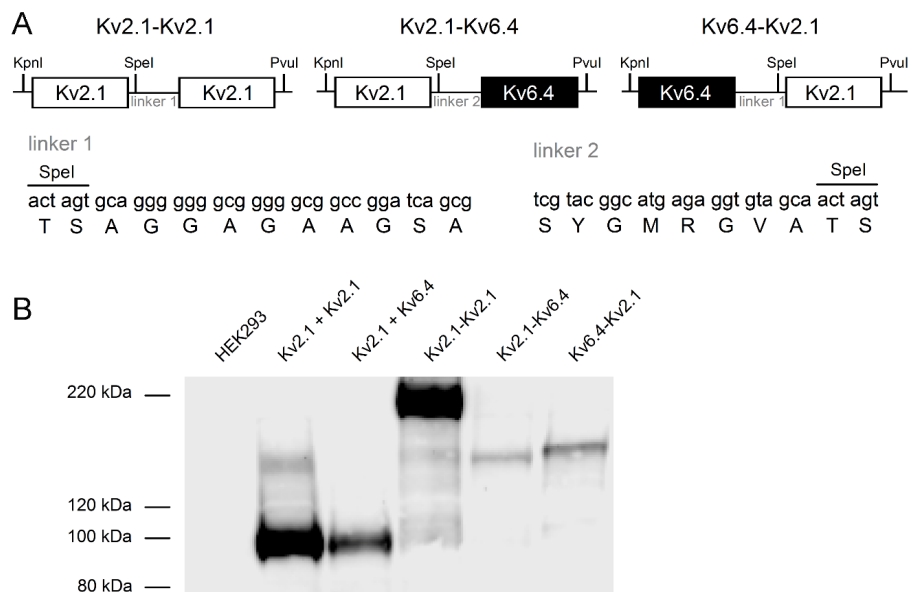 A
Kv2.1-Kv2.1 Kv2.1-Kv6.4 Kv6.4-Kv2.1
KpnI SpeI PvuI KpnI SpeI PvuI KpnI SpeI PvuI
Kv2.1 linker 1 Kv2.1 Kv2.1 linker 2 Kv6.4 Kv6.4 linker 1 Kv2.1
linker 1 linker 2
SpeI SpeI
act agt gca ggg ggg gcg ggg gcg gcc gga tca gcg tcg tac ggc atg aga ggt gta gca act agt
T S A G G A G A A G S A S Y G M R G V A T S
B
HEK293 Kv2.1 + Kv2.1 Kv2.1 + Kv6.4 Kv2.1-Kv2.1 Kv2.1-Kv6.4 Kv6.4-Kv2.1
220 kDa
120 kDa
100 kDa
80 kDa